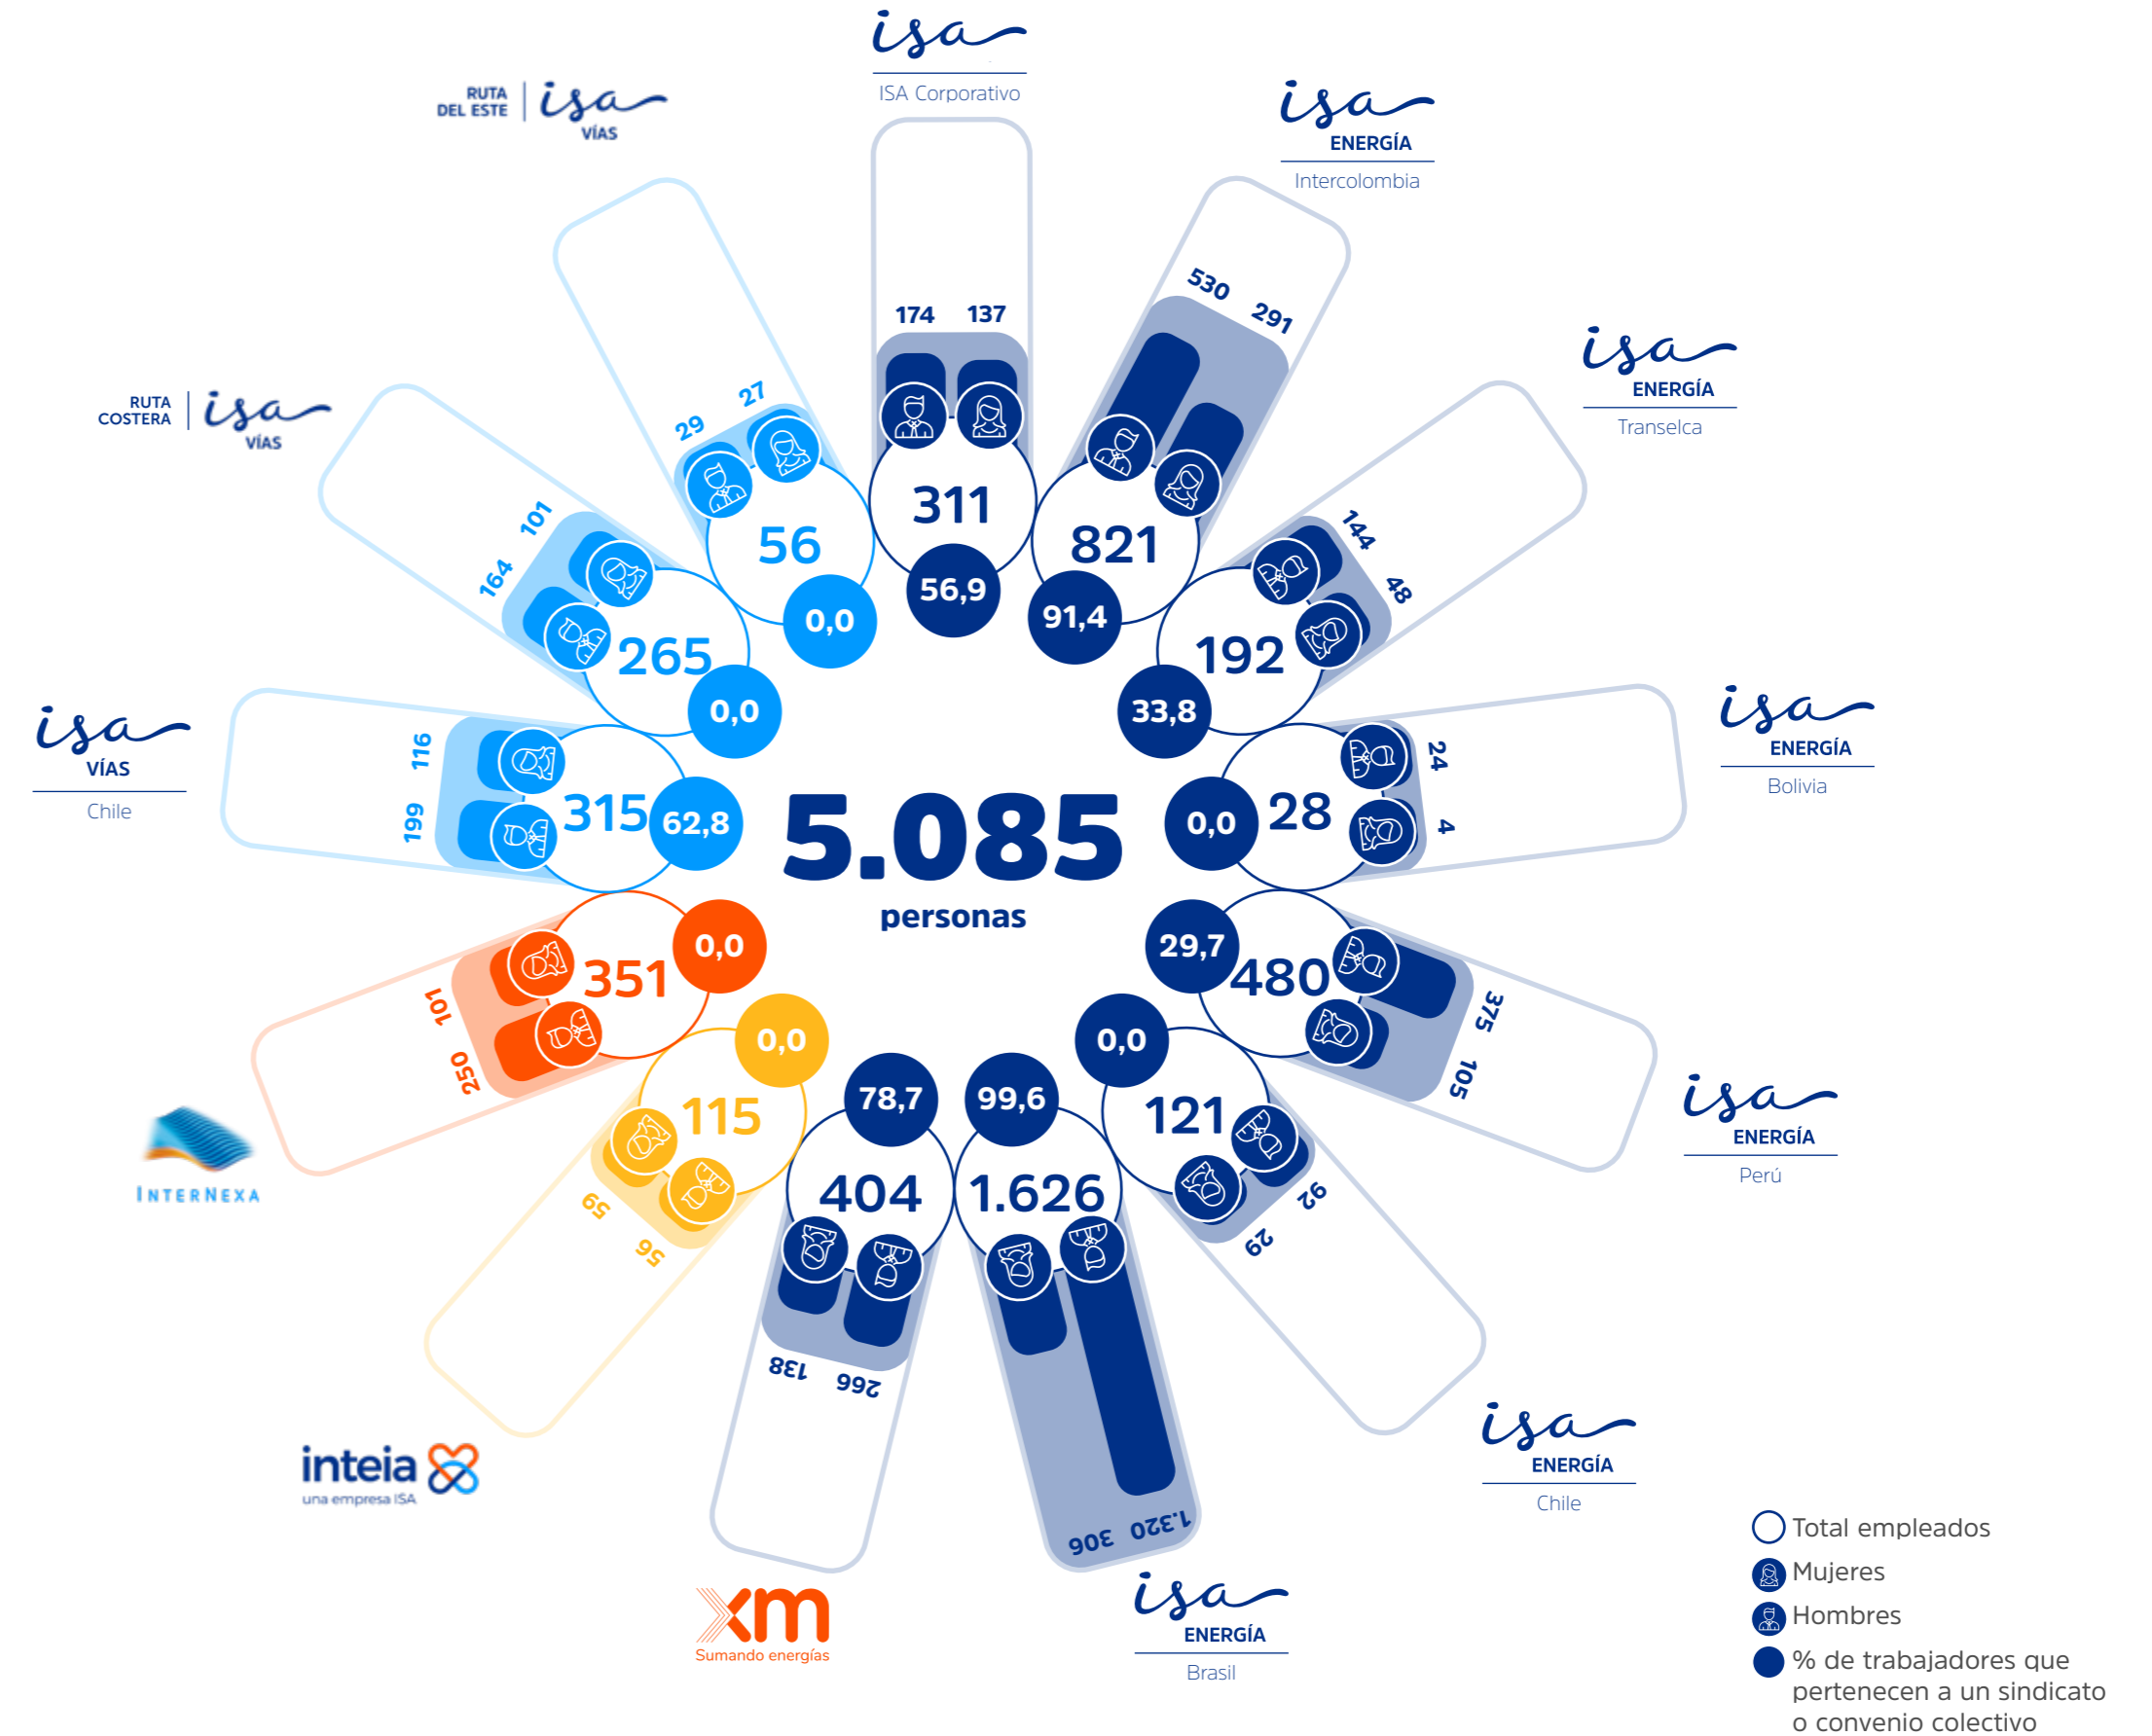 isa
ISA Corporativo
174 137
311
56,9
isa
ENERGÍA
Intercolombia
530 291
821
91,4
isa
ENERGÍA
Transelca
144 48
192
33,8
isa
ENERGÍA
Bolivia
24 4
28
0,0
isa
ENERGÍA
Perú
375 105
480
29,7
isa
ENERGÍA
Chile
92 29
121
0,0
isa
ENERGÍA
Brasil
1.320 306
1.626
99,6
xm
Sumando energías
266 138
404
78,7
inteia
una empresa ISA
56 59
115
0,0
INTERNEXA
250 101
351
0,0
isa
VÍAS
Chile
199 116
315
62,8
RUTA
COSTERA
isa
VÍAS
164 101
265
0,0
RUTA
DEL ESTE
isa
VÍAS
29 27
56
0,0
5.085
personas
Total empleados
Mujeres
Hombres
% de trabajadores que
pertenecen a un sindicato
o convenio colectivo